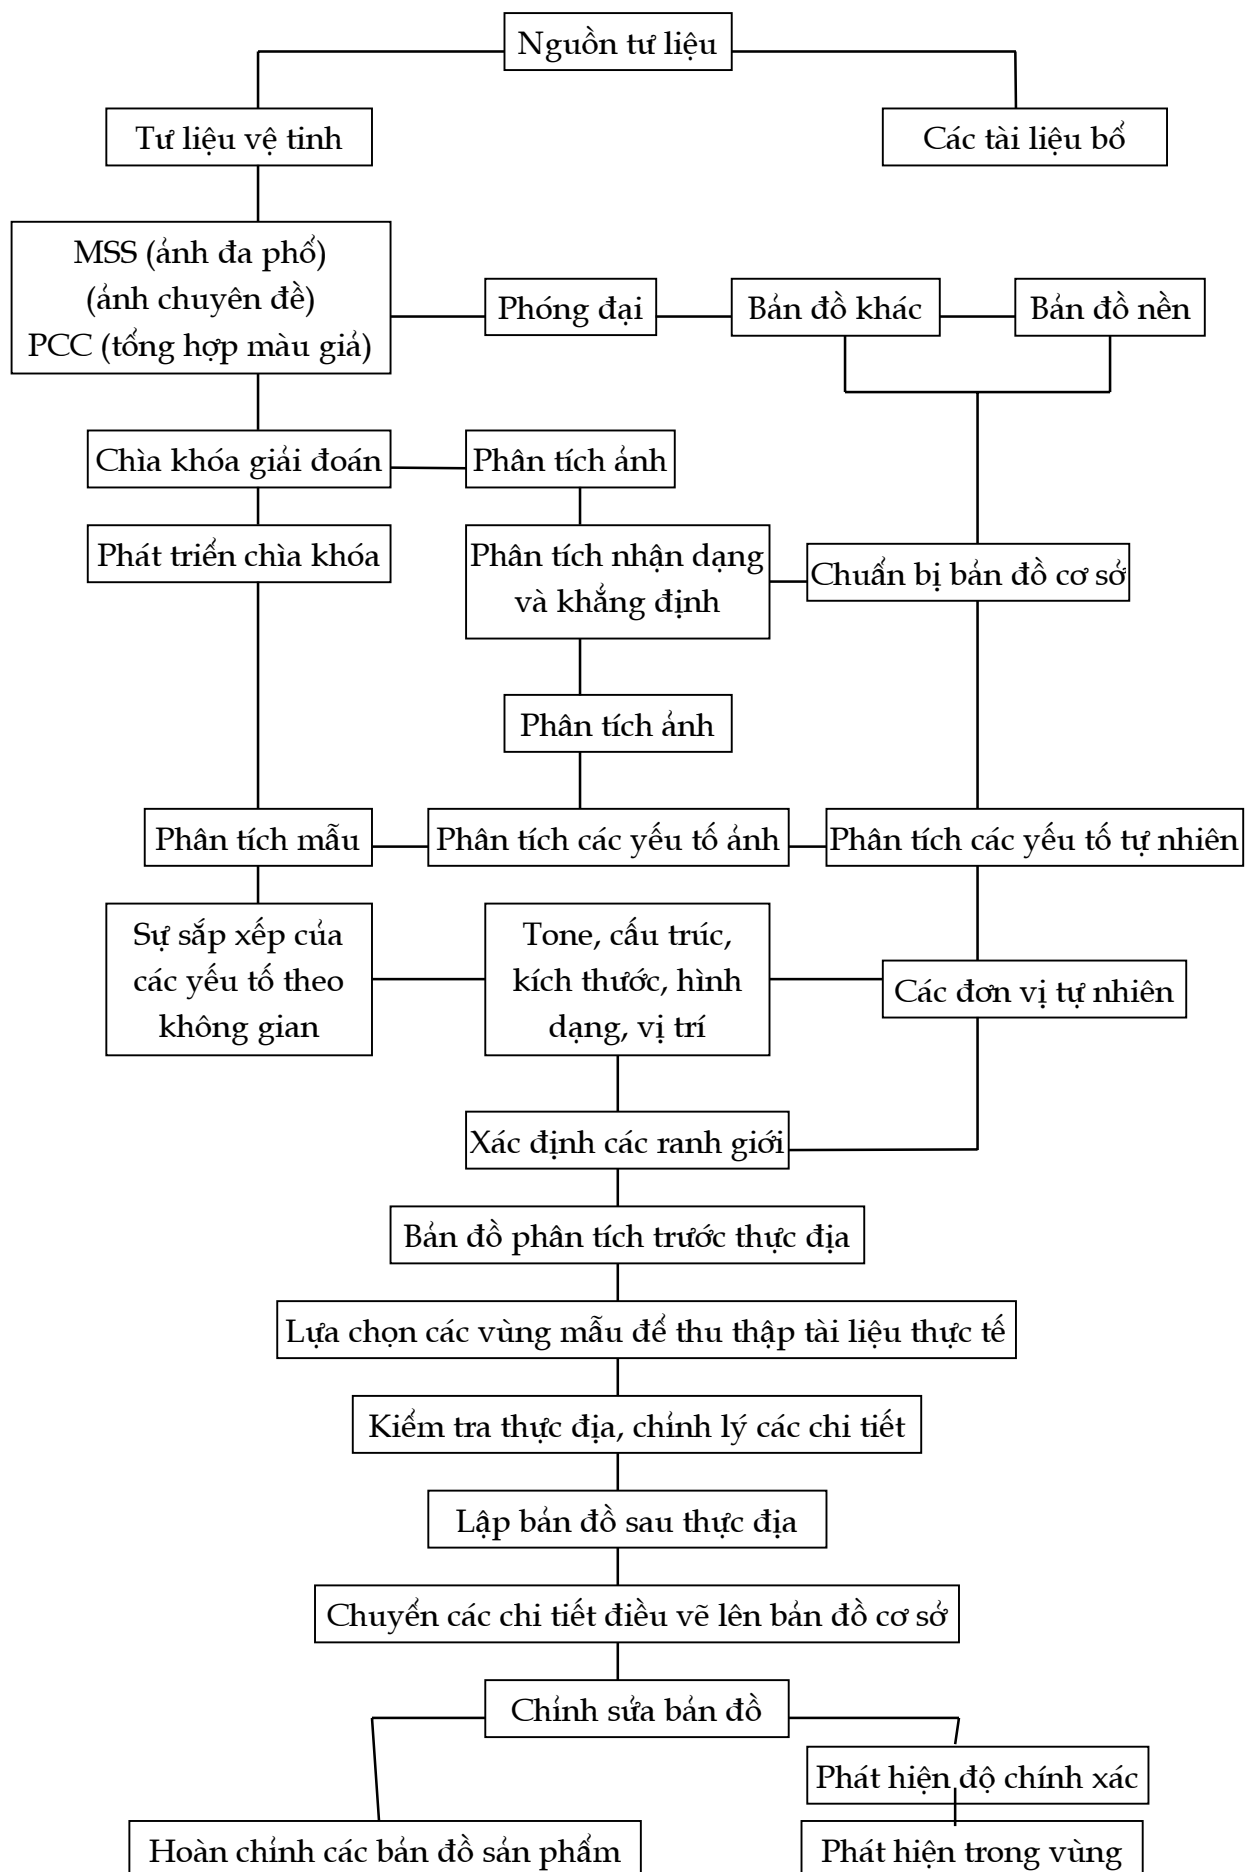 Nguồn tư liệu
Tư liệu vệ tinh
Các tài liệu bổ
MSS (ảnh đa phổ)
(ảnh chuyên đề)
PCC (tổng hợp màu giả)
Phóng đại
Bản đồ khác
Bản đồ nền
Chìa khóa giải đoán
Phân tích ảnh
Phát triển chìa khóa
Phân tích nhận dạng
và khẳng định
Chuẩn bị bản đồ cơ sở
Phân tích ảnh
Phân tích mẫu
Phân tích các yếu tố ảnh
Phân tích các yếu tố tự nhiên
Sự sắp xếp của
các yếu tố theo
không gian
Tone, cấu trúc,
kích thước, hình
dạng, vị trí
Các đơn vị tự nhiên
Xác định các ranh giới
Bản đồ phân tích trước thực địa
Lựa chọn các vùng mẫu để thu thập tài liệu thực tế
Kiểm tra thực địa, chỉnh lý các chi tiết
Lập bản đồ sau thực địa
Chuyển các chi tiết điều vẽ lên bản đồ cơ sở
Chỉnh sửa bản đồ
Phát hiện độ chính xác
Hoàn chỉnh các bản đồ sản phẩm
Phát hiện trong vùng